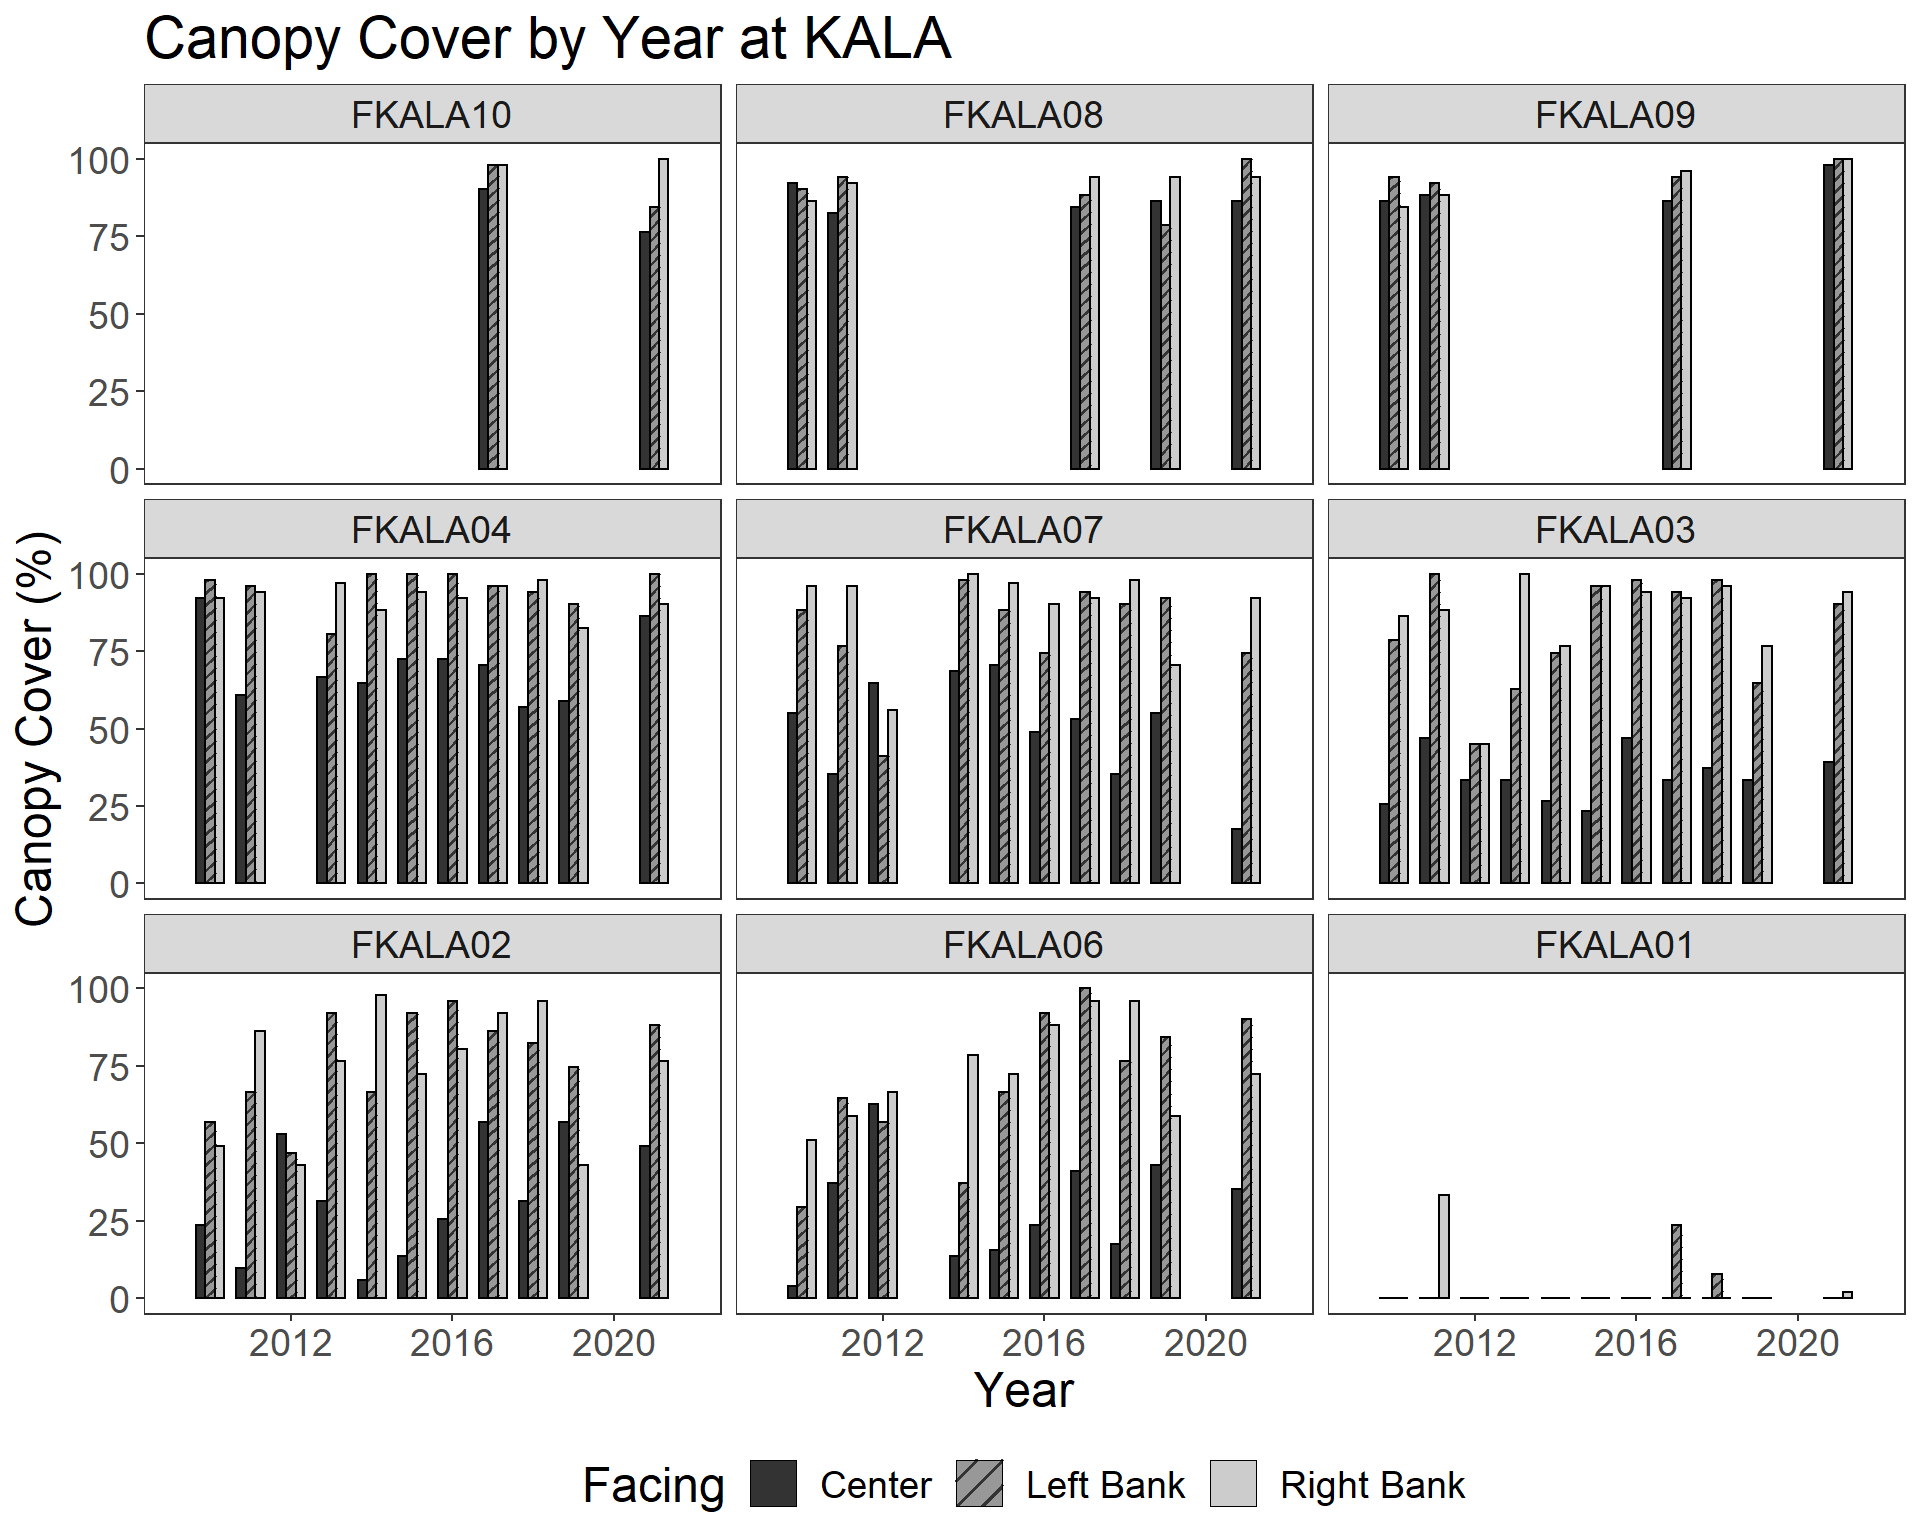 Canopy Cover by Year at KALA
FKALA10 FKALA08 FKALA09
100
75
50
25
0
FKALA04 FKALA07 FKALA03
100
75
50
25
0
Canopy Cover (%)
FKALA02 FKALA06 FKALA01
100
75
50
25
0
2012 2016 2020 2012 2016 2020 2012 2016 2020
Year
Facing Center Left Bank Right Bank